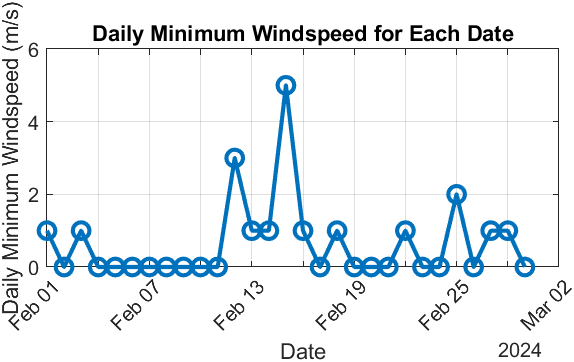 Daily Minimum Windspeed for Each Date
Daily Minimum Windspeed (m/s)
6
4
2
0
Feb 01
Feb 07
Feb 13
Feb 19
Feb 25
Mar 02
Date
2024